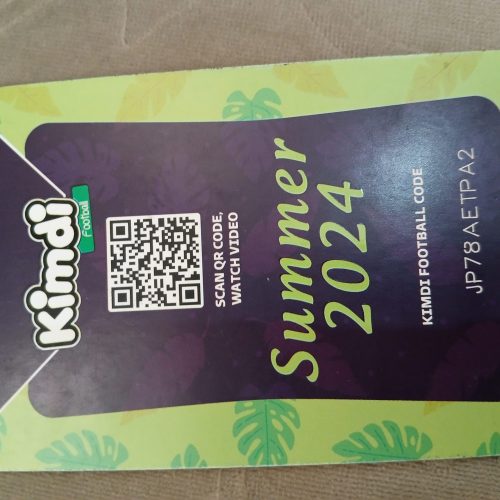 Kimdi
Football
SCAN QR CODE,
WATCH VIDEO
Summer
2024
KIMDI FOOTBALL CODE
JP78AETPA2